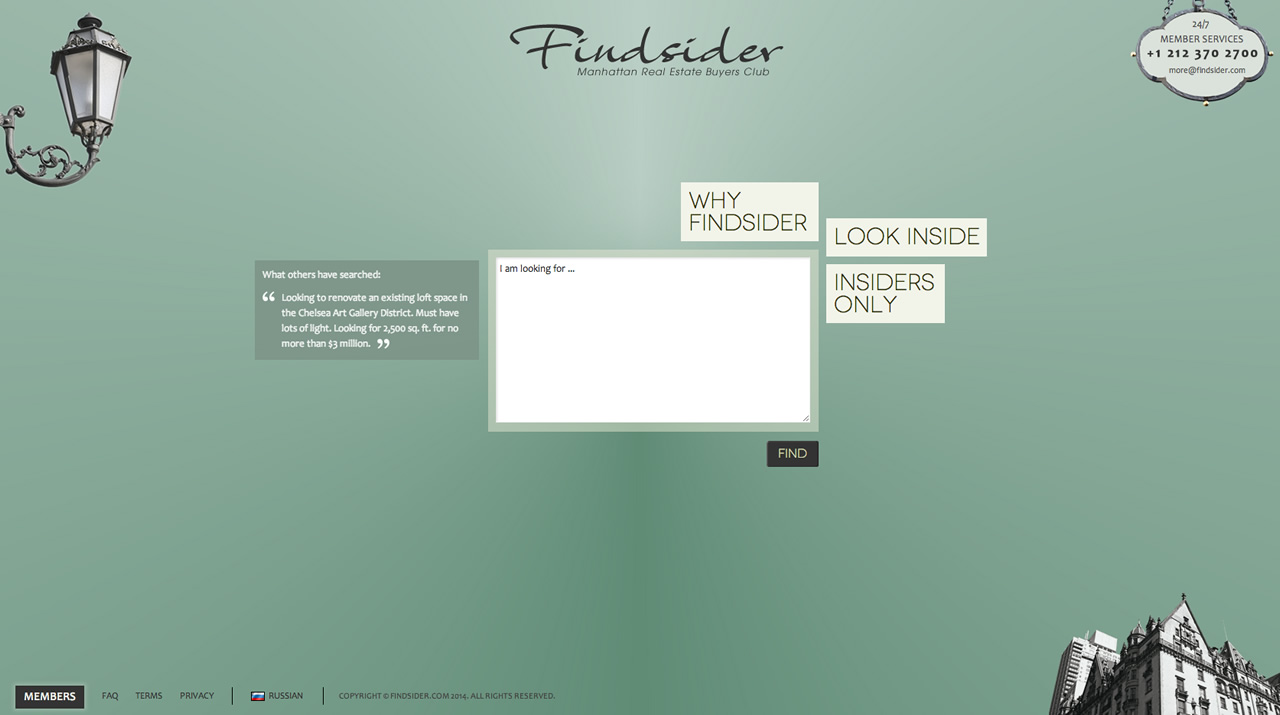 Findsider
Manhattan Real Estate Buyers Club
24/7
MEMBER SERVICES
+1 212 370 2700
more@findsider.com
WHY
FINDSIDER
LOOK INSIDE
INSIDERS
ONLY
What others have searched:
“ Looking to renovate an existing loft space in
the Chelsea Art Gallery District. Must have
lots of light. Looking for 2,500 sq. ft. for no
more than $3 million. ”
I am looking for ...
FIND
MEMBERS
FAQ
TERMS
PRIVACY
RUSSIAN
COPYRIGHT © FINDSIDER.COM 2014. ALL RIGHTS RESERVED.